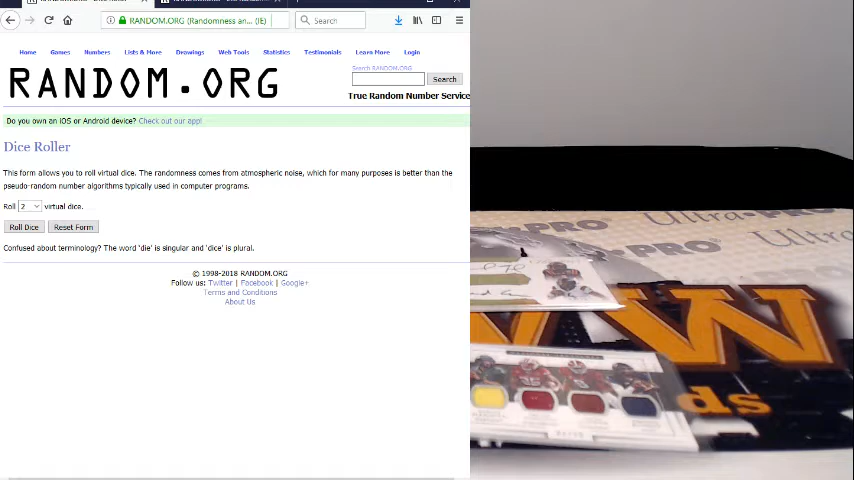 RANDOM.ORG (Randomness an... (IE)
Search
Home Games Numbers Lists & More Drawings Web Tools Statistics Testimonials Learn More Login
RANDOM.ORG
Search RANDOM.ORG
Search
True Random Number Service
Do you own an iOS or Android device? Check out our app!
Dice Roller
This form allows you to roll virtual dice. The randomness comes from atmospheric noise, which for many purposes is better than the
pseudo-random number algorithms typically used in computer programs.
Roll 2 virtual dice.
Roll Dice Reset Form
Confused about terminology? The word 'die' is singular and 'dice' is plural.
© 1998-2018 RANDOM.ORG
Follow us: Twitter | Facebook | Google+
Terms and Conditions
About Us
Ultra-PRO
-PRO
Ultra
W
ds